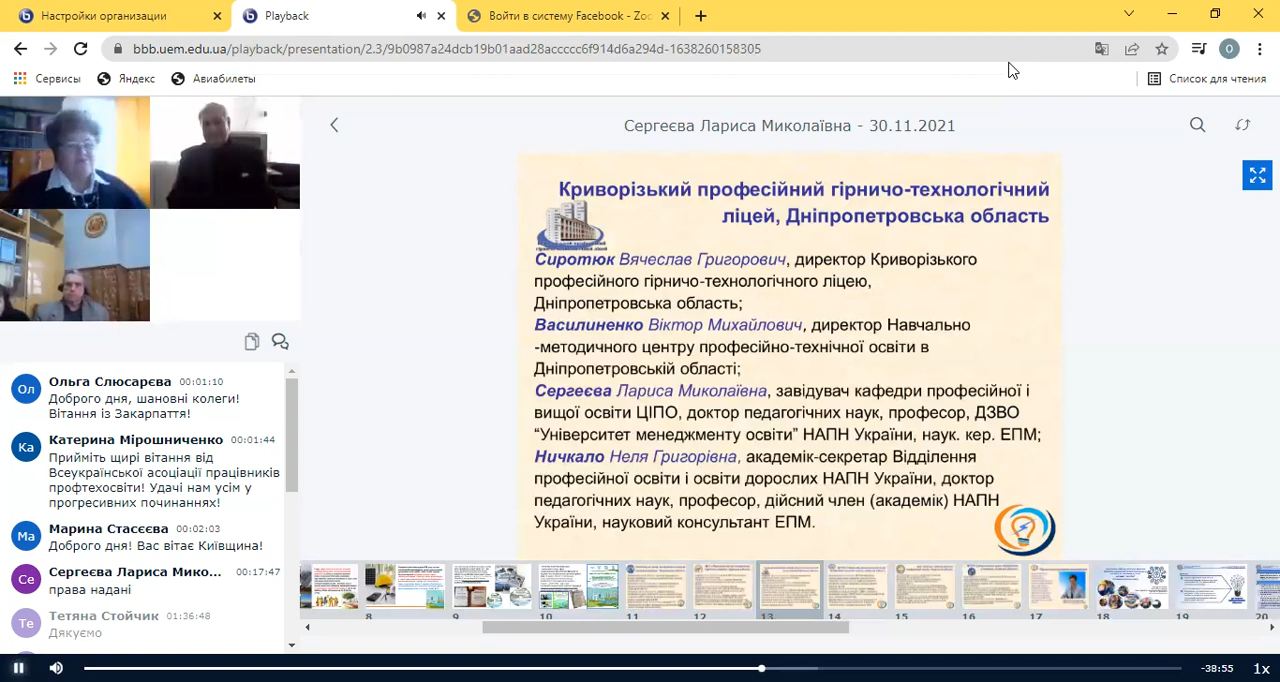 Настройки организации
Playback
Войти в систему Facebook - Zoo
bbb.uem.edu.ua/playback/presentation/2.3/9b0987a24dcb19b01aad28accccc6f914d6a294d-1638260158305
O
Сервисы
Яндекс
Авиабилеты
Список для чтения
Сергеєва Лариса Миколаївна - 30.11.2021
Криворізький професійний гірничо-технологічний
ліцей, Дніпропетровська область
Сиротюк Вячеслав Григорович, директор Криворізького
професійного гірничо-технологічного ліцею,
Дніпропетровська область;
Василиненко Віктор Михайлович, директор Навчально
-методичного центру професійно-технічної освіти в
Дніпропетровській області;
Сергеєва Лариса Миколаївна, завідувач кафедри професійної і
вищої освіти ЦІПО, доктор педагогічних наук, професор, ДЗВО
“Університет менеджменту освіти” НАПН України, наук. кер. ЕПМ;
Ничкало Неля Григорівна, академік-секретар Відділення
професійної освіти і освіти дорослих НАПН України, доктор
педагогічних наук, професор, дійсний член (академік) НАПН
України, науковий консультант ЕПМ.
Ол
Ольга Слюсарєва 00:01:10
Доброго дня, шановні колеги!
Вітання із Закарпаття!
Ка
Катерина Мірошниченко 00:01:44
Прийміть щирі вітання від
Всеукраїнської асоціації працівників
профтехосвіти! Удачі нам усім у
прогресивних починаннях!
Ма
Марина Стасєєва 00:02:03
Доброго дня! Вас вітає Київщина!
Се
Сергеєва Лариса Мико... 00:17:47
права надані
Те
Тетяна Стойчик 01:36:48
Дякуємо
8 9 10 11 12 13 14 15 16 17 18 19 20
-38:55
1x